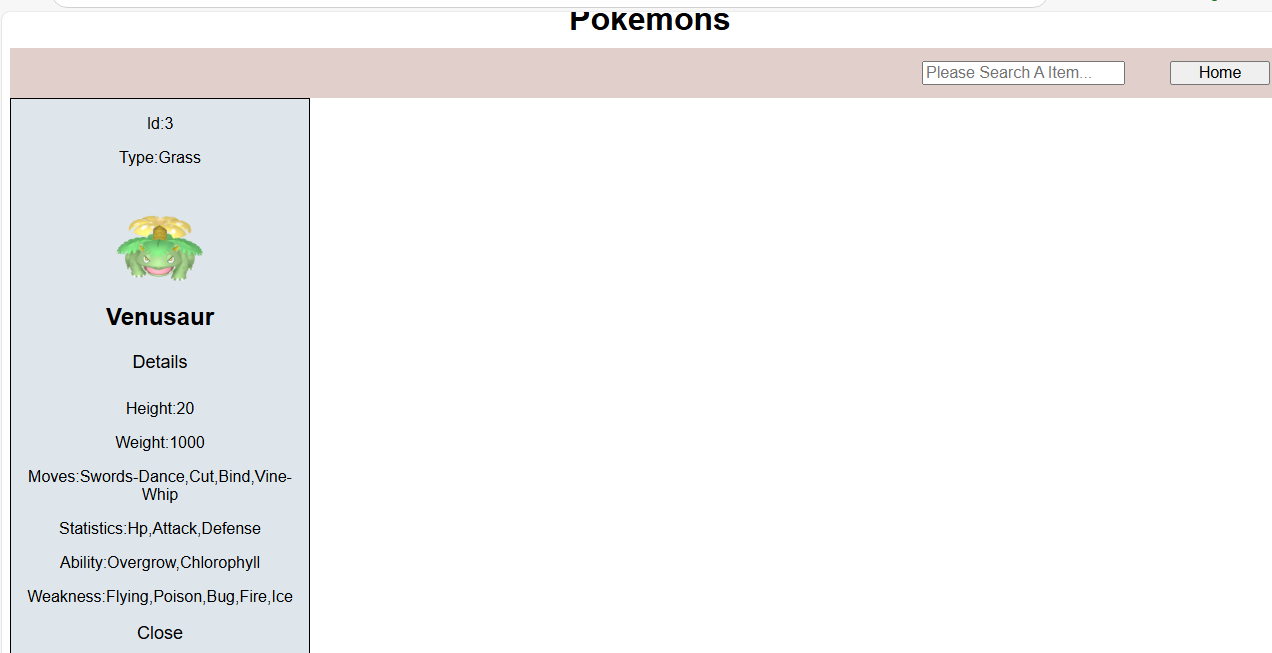 Pokemons
Please Search A Item...
Home
Id:3
Type:Grass
Venusaur
Details
Height:20
Weight:1000
Moves:Swords-Dance,Cut,Bind,Vine-
Whip
Statistics:Hp,Attack,Defense
Ability:Overgrow,Chlorophyll
Weakness:Flying,Poison,Bug,Fire,Ice
Close